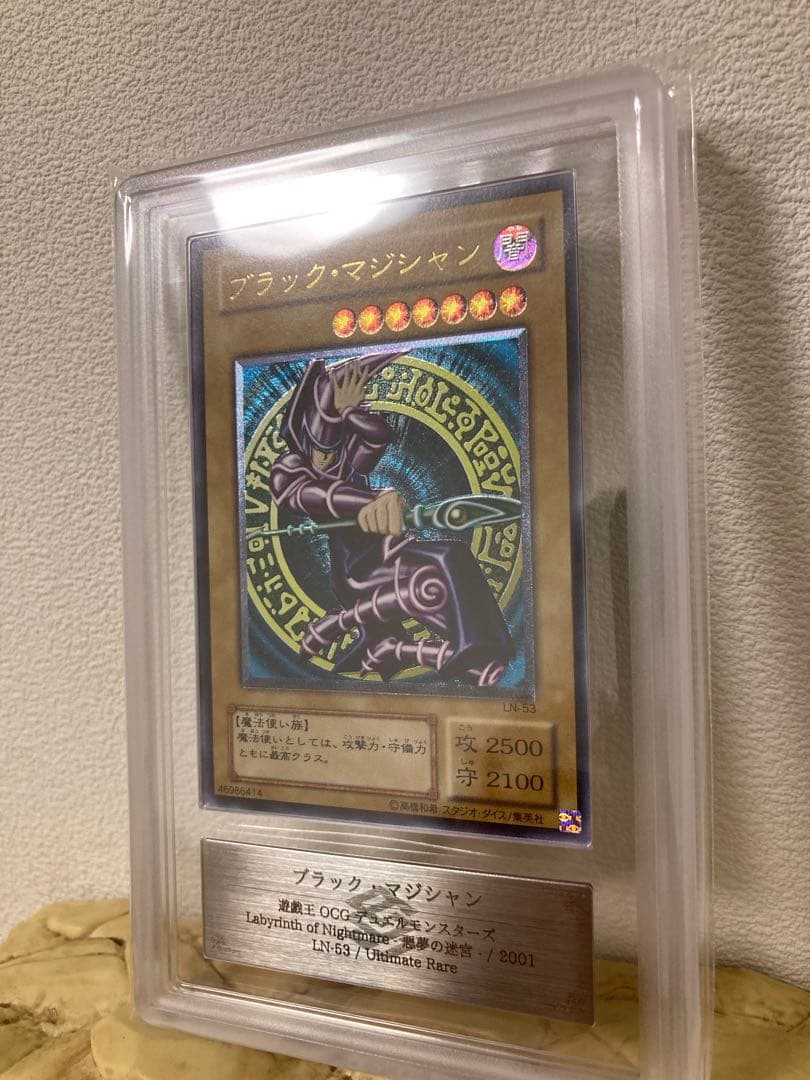 ブラック・マジシャン
闇
LN-53
【魔法使い族】
魔法使いとしては、攻撃力・守備力
ともに最高クラス。
攻 2500
守 2100
46986414
©高橋和希 スタジオ・ダイス/集英社
ブラック・マジシャン
遊戯王 OCG デュエルモンスターズ
Labyrinth of Nightmare - 悪夢の迷宮 - / 2001
LN-53 / Ultimate Rare